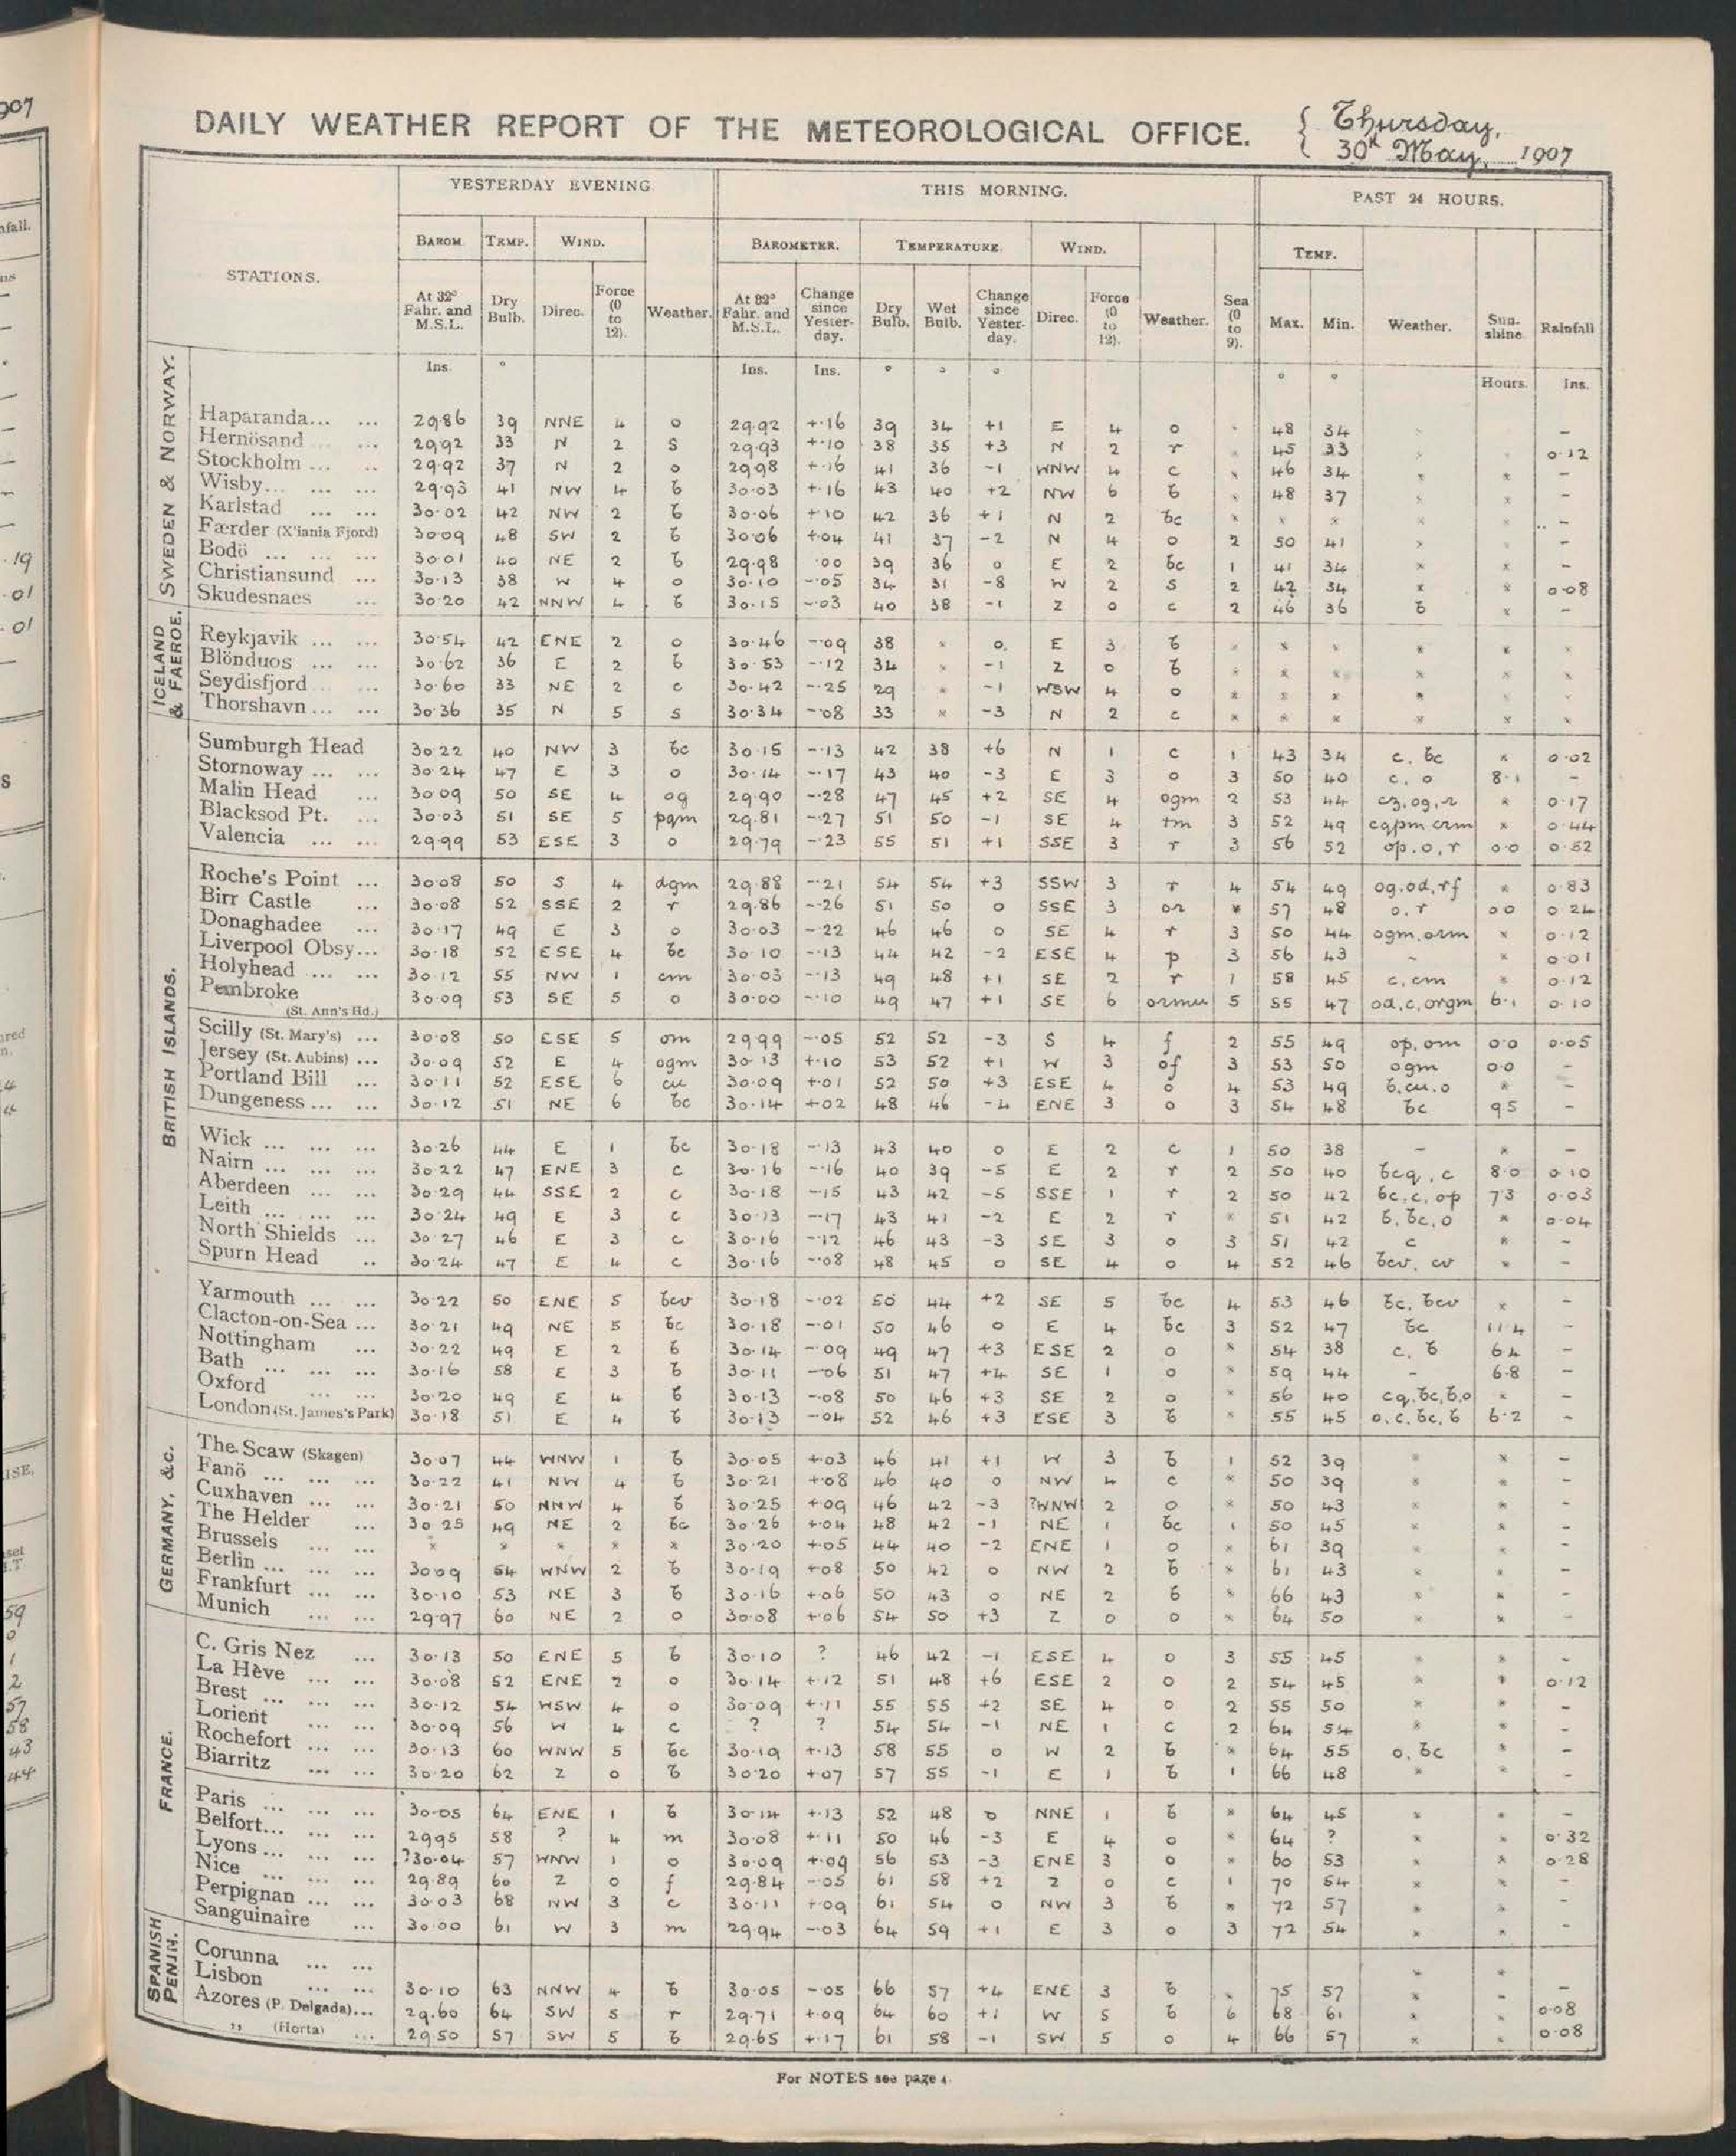 DAILY WEATHER REPORT OF THE METEOROLOGICAL OFFICE. { Thursday,
30th May, 1907
YESTERDAY EVENING THIS MORNING. PAST 24 HOURS.
BAROM. TEMP. WIND. BAROMETER. TEMPERATURE. WIND. TEMP.
STATIONS. At 32° Fahr. and M.S.L. Dry Bulb. Direc. Force (0 to 12). Weather. At 32° Fahr. and M.S.L. Change since Yester-day. Dry Bulb. Wet Bulb. Change since Yester-day. Direc. Force (0 to 12). Weather. Sea (0 to 9). Max. Min. Weather. Sun-shine. Rainfall
Ins. ° Ins. Ins. ° ° ° ° ° Hours. Ins.
SWEDEN & NORWAY.
Haparanda... ... 29.86 39 NNE 4 o 29.92 +.16 39 34 +1 E 4 o 48 34 –
Hernösand ... 29.92 33 N 2 s 29.93 +.10 38 35 +3 N 2 r 45 33 0.12
Stockholm ... ... 29.92 37 N 2 o 29.98 +.16 41 36 -1 WNW 4 c 46 34 –
Wisby... ... ... 29.93 41 NW 4 b 30.03 +.16 43 40 +2 NW 6 b 48 37 –
Karlstad ... ... 30.02 42 NW 2 b 30.06 +.10 42 36 +1 N 2 bc × × × × –
Færder (X'iania Fjord) 30.09 48 SW 2 b 30.06 +.04 41 37 -2 N 4 o 2 50 41 –
Bodö ... ... ... 30.01 40 NE 2 b 29.98 .00 39 36 0 E 2 bc 1 41 34 × × –
Christiansund ... 30.13 38 W 4 o 30.10 -.05 34 31 -8 W 2 s 2 42 34 × × 0.08
Skudesnaes ... 30.20 42 NNW 4 b 30.15 -.03 40 38 -1 Z 0 c 2 46 36 b × –
ICELAND & FAEROE.
Reykjavik ... ... 30.54 42 ENE 2 o 30.46 -.09 38 × 0 E 3 b × × × × × ×
Blönduos ... ... 30.62 36 E 2 b 30.53 -.12 34 × -1 Z 0 b × × × × × ×
Seydisfjord ... 30.60 33 NE 2 c 30.42 -.25 29 × -1 WSW 4 o × × × × × ×
Thorshavn ... ... 30.36 35 N 5 s 30.34 -.08 33 × -3 N 2 c × × × × × ×
BRITISH ISLANDS.
Sumburgh Head 30.22 40 NW 3 bc 30.15 -.13 42 38 +6 N 1 c 1 43 34 c, bc × 0.02
Stornoway ... ... 30.24 47 E 3 o 30.14 -.17 43 40 -3 E 3 o 3 50 40 c, o 8.1 –
Malin Head ... 30.09 50 SE 4 og 29.90 -.28 47 45 +2 SE 4 ogm 2 53 44 cz,og,r × 0.17
Blacksod Pt. ... 30.03 51 SE 5 pqm 29.81 -.27 51 50 -1 SE 4 tm 3 52 49 cqpm crm × 0.44
Valencia ... ... 29.99 53 ESE 3 o 29.79 -.23 55 51 +1 SSE 3 r 3 56 52 op.o,r 0.0 0.52
Roche's Point ... 30.08 50 S 4 dgm 29.88 -.21 54 54 +3 SSW 3 r 4 54 49 og.od,rf × 0.83
Birr Castle ... 30.08 52 SSE 2 r 29.86 -.26 51 50 0 SSE 3 or × 57 48 o, r 0.0 0.24
Donaghadee ... 30.17 49 E 3 o 30.03 -.22 46 46 0 SE 4 r 3 50 44 ogm, orm × 0.12
Liverpool Obsy... 30.18 52 ESE 4 bc 30.10 -.13 44 42 -2 ESE 4 p 3 56 43 – × 0.01
Holyhead ... ... 30.12 55 NW 1 cm 30.03 -.13 49 48 +1 SE 2 r 1 58 45 c, cm × 0.12
Pembroke (St. Ann's Hd.) 30.09 53 SE 5 o 30.00 -.10 49 47 +1 SE 6 ormu 5 55 47 od,c,orgm 6.1 0.10
Scilly (St. Mary's) ... 30.08 50 ESE 5 om 29.99 -.05 52 52 -3 S 4 f 2 55 49 op, om 0.0 0.05
Jersey (St. Aubins) ... 30.09 52 E 4 ogm 30.13 +.10 53 52 +1 W 3 of 3 53 50 ogm 0.0 –
Portland Bill ... 30.11 52 ESE 6 cu 30.09 +.01 52 50 +3 ESE 4 o 4 53 49 b.cu.o × –
Dungeness ... ... 30.12 51 NE 6 bc 30.14 +.02 48 46 -4 ENE 3 o 3 54 48 bc 9.5 –
Wick ... ... ... 30.26 44 E 1 bc 30.18 -.13 43 40 0 E 2 c 1 50 38 – × –
Nairn ... ... ... 30.22 47 ENE 3 c 30.16 -.16 40 39 -5 E 2 r 2 50 40 bcq, c 8.0 0.10
Aberdeen ... ... 30.29 44 SSE 2 c 30.18 -.15 43 42 -5 SSE 1 r 2 50 42 bc.c, op 7.3 0.03
Leith ... ... ... 30.24 49 E 3 c 30.13 -.17 43 41 -2 E 2 r × 51 42 b, bc, o × 0.04
North Shields ... 30.27 46 E 3 c 30.16 -.12 46 43 -3 SE 3 o 3 51 42 c × –
Spurn Head .. 30.24 47 E 4 c 30.16 -.08 48 45 0 SE 4 o 4 52 46 bcv, cv × –
Yarmouth ... ... 30.22 50 ENE 5 bcv 30.18 -.02 50 44 +2 SE 5 bc 4 53 46 bc, bcv × –
Clacton-on-Sea ... 30.21 49 NE 5 bc 30.18 -.01 50 46 0 E 4 bc 3 52 47 bc 11.4 –
Nottingham ... 30.22 49 E 2 b 30.14 -.09 49 47 +3 ESE 2 o × 54 38 c, b 6.4 –
Bath ... ... ... 30.16 58 E 3 b 30.11 -.06 51 47 +4 SE 1 o × 59 44 – 6.8 –
Oxford ... ... 30.20 49 E 4 b 30.13 -.08 50 46 +3 SE 2 o × 56 40 cq,bc,b,o × –
London (St. James's Park) 30.18 51 E 4 b 30.13 -.04 52 46 +3 ESE 3 b × 55 45 o, c, bc, b 6.2 –
GERMANY, &c.
The Scaw (Skagen) 30.07 44 WNW 1 b 30.05 +.03 46 41 +1 W 3 b 1 52 39 × × –
Fanö ... ... ... 30.22 41 NW 4 b 30.21 +.08 46 40 0 NW 4 c × 50 39 × × –
Cuxhaven ... ... 30.21 50 NNW 4 b 30.25 +.09 46 42 -3 ?WNW 2 o × 50 43 × × –
The Helder ... 30.25 49 NE 2 bc 30.26 +.04 48 42 -1 NE 1 bc 1 50 45 × × –
Brussels ... ... × × × × × 30.20 +.05 44 40 -2 ENE 1 o × 61 39 × × –
Berlin ... ... ... 30.09 54 WNW 2 b 30.19 +.08 50 42 0 NW 2 b × 61 43 × × –
Frankfurt ... ... 30.10 53 NE 3 b 30.16 +.06 50 43 0 NE 2 b × 66 43 × × –
Munich ... ... 29.97 60 NE 2 o 30.08 +.06 54 50 +3 Z 0 o × 64 50 × × –
FRANCE.
C. Gris Nez ... 30.13 50 ENE 5 b 30.10 ? 46 42 -1 ESE 4 o 3 55 45 × × –
La Hève ... ... 30.08 52 ENE 2 o 30.14 +.12 51 48 +6 ESE 2 o 2 54 45 × × 0.12
Brest ... ... ... 30.12 54 WSW 4 o 30.09 +.11 55 55 +2 SE 4 o 2 55 50 × × –
Lorient ... ... 30.09 56 W 4 c ? ? 54 54 -1 NE 1 c 2 64 54 × × –
Rochefort ... ... 30.13 60 WNW 5 bc 30.19 +.13 58 55 0 W 2 b × 64 55 o, bc × –
Biarritz ... ... 30.20 62 Z 0 b 30.20 +.07 57 55 -1 E 1 b 1 66 48 × × –
Paris ... ... ... 30.05 64 ENE 1 b 30.14 +.13 52 48 0 NNE 1 b × 64 45 × × –
Belfort... ... ... 29.95 58 ? 4 m 30.08 +.11 50 46 -3 E 4 o × 64 ? × × 0.32
Lyons ... ... ... ?30.04 57 WNW 1 o 30.09 +.09 56 53 -3 ENE 3 o × 60 53 × × 0.28
Nice ... ... ... 29.89 60 Z 0 f 29.84 -.05 61 58 +2 Z 0 c 1 70 54 × × –
Perpignan ... ... 30.03 68 NW 3 c 30.11 +.09 61 54 0 NW 3 b × 72 57 × × –
Sanguinaire ... 30.00 61 W 3 m 29.94 -.03 64 59 +1 E 3 o 3 72 54 × × –
SPANISH PENIN.
Corunna ... ... × ×
Lisbon ... ... 30.10 63 NNW 4 b 30.05 -.05 66 57 +4 ENE 3 b × 75 57 × –
Azores (P. Delgada)... 29.60 64 SW 5 r 29.71 +.09 64 60 +1 W 5 b 6 68 61 × × 0.08
,, (Horta) ... 29.50 57 SW 5 b 29.65 +.17 61 58 -1 SW 5 o 4 66 57 × × 0.08
For NOTES see page 4.